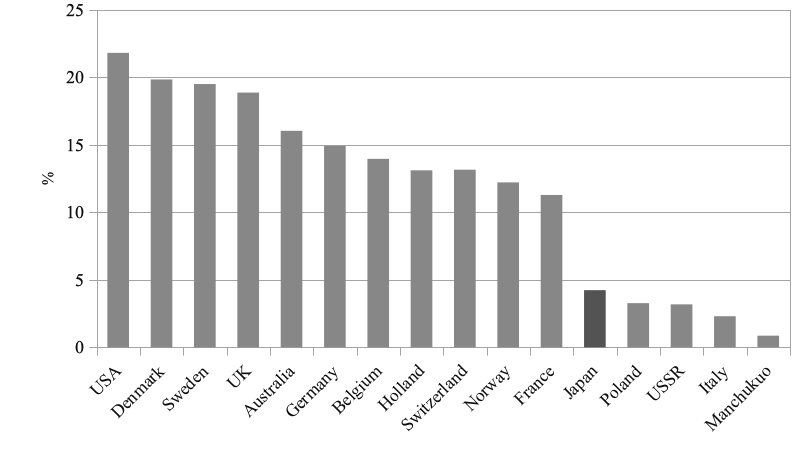 25
20
15
10
5
0
%
USA
Denmark
Sweden
UK
Australia
Germany
Belgium
Holland
Switzerland
Norway
France
Japan
Poland
USSR
Italy
Manchukuo